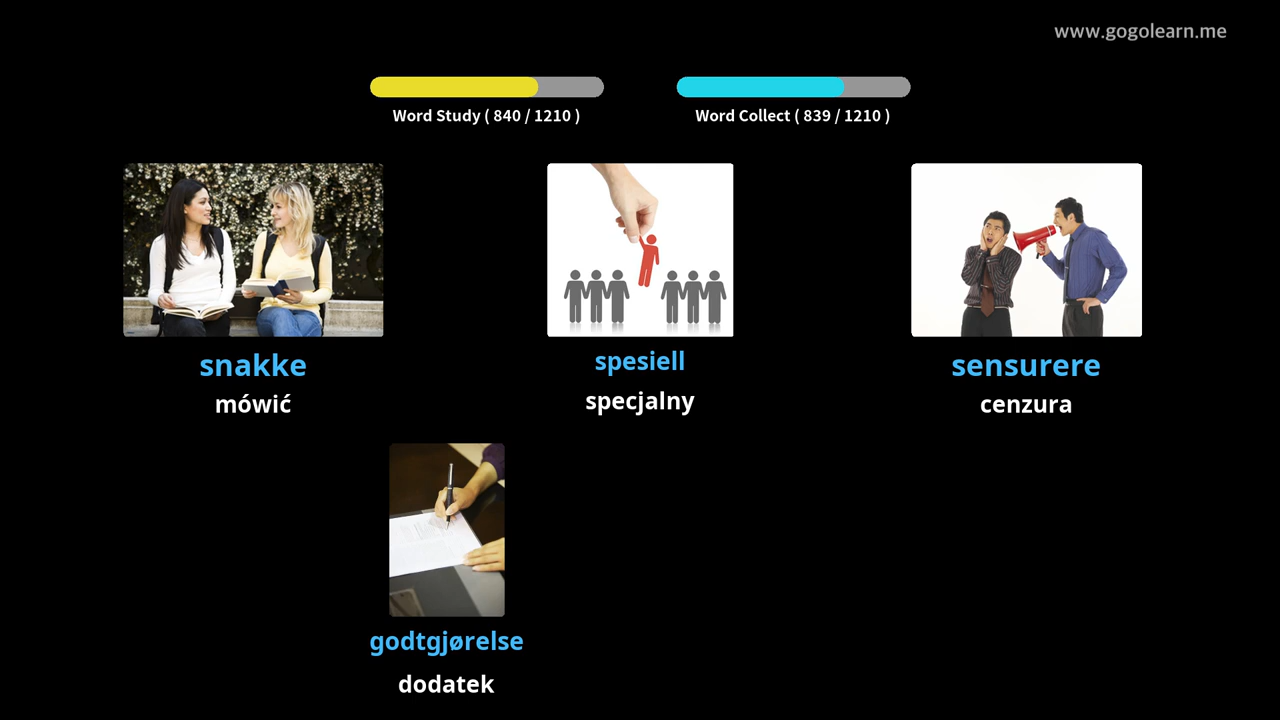 www.gogolearn.me
Word Study ( 840 / 1210 )
Word Collect ( 839 / 1210 )
snakke
mówić
spesiell
specjalny
sensurere
cenzura
godtgjørelse
dodatek